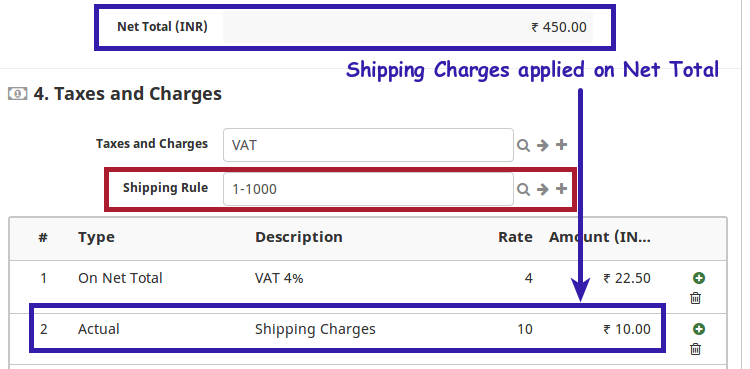 Net Total (INR) ₹ 450.00
Shipping Charges applied on Net Total
4. Taxes and Charges
Taxes and Charges VAT
Shipping Rule 1-1000
# Type Description Rate Amount (IN...
1 On Net Total VAT 4% 4 ₹ 22.50
2 Actual Shipping Charges 10 ₹ 10.00